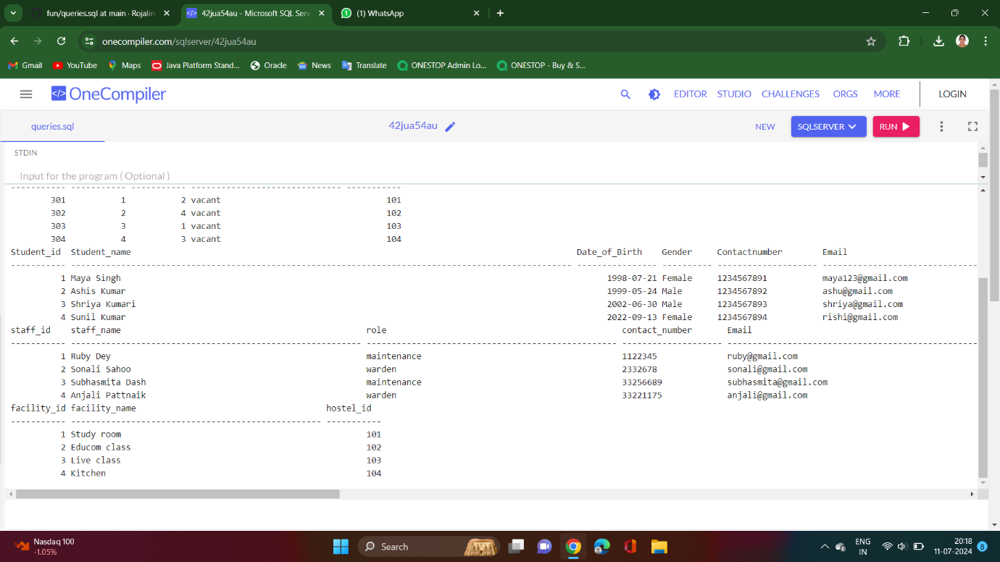 fun/queries.sql at main · Rojalin
42jua54au - Microsoft SQL Serv
(1) WhatsApp
onecompiler.com/sqlserver/42jua54au
Gmail YouTube Maps Java Platform Stand... Oracle News Translate ONESTOP Admin Lo... ONESTOP - Buy & S...
OneCompiler EDITOR STUDIO CHALLENGES ORGS MORE LOGIN
queries.sql 42jua54au NEW SQLSERVER RUN
STDIN
Input for the program ( Optional )
----------- ----------- ----------- ------------------------------ -----------
301 1 2 vacant 101
302 2 4 vacant 102
303 3 1 vacant 103
304 4 3 vacant 104
Student_id Student_name Date_of_Birth Gender Contactnumber Email
1 Maya Singh 1998-07-21 Female 1234567891 maya123@gmail.com
2 Ashis Kumar 1999-05-24 Male 1234567892 ashu@gmail.com
3 Shriya Kumari 2002-06-30 Male 1234567893 shriya@gmail.com
4 Sunil Kumar 2022-09-13 Female 1234567894 rishi@gmail.com
staff_id staff_name role contact_number Email
1 Ruby Dey maintenance 1122345 ruby@gmail.com
2 Sonali Sahoo warden 2332678 sonali@gmail.com
3 Subhasmita Dash maintenance 33256689 subhasmita@gmail.com
4 Anjali Pattnaik warden 33221175 anjali@gmail.com
facility_id facility_name hostel_id
1 Study room 101
2 Educom class 102
3 Live class 103
4 Kitchen 104
Nasdaq 100
-1.05%
Search
ENG
IN
20:18
11-07-2024
8